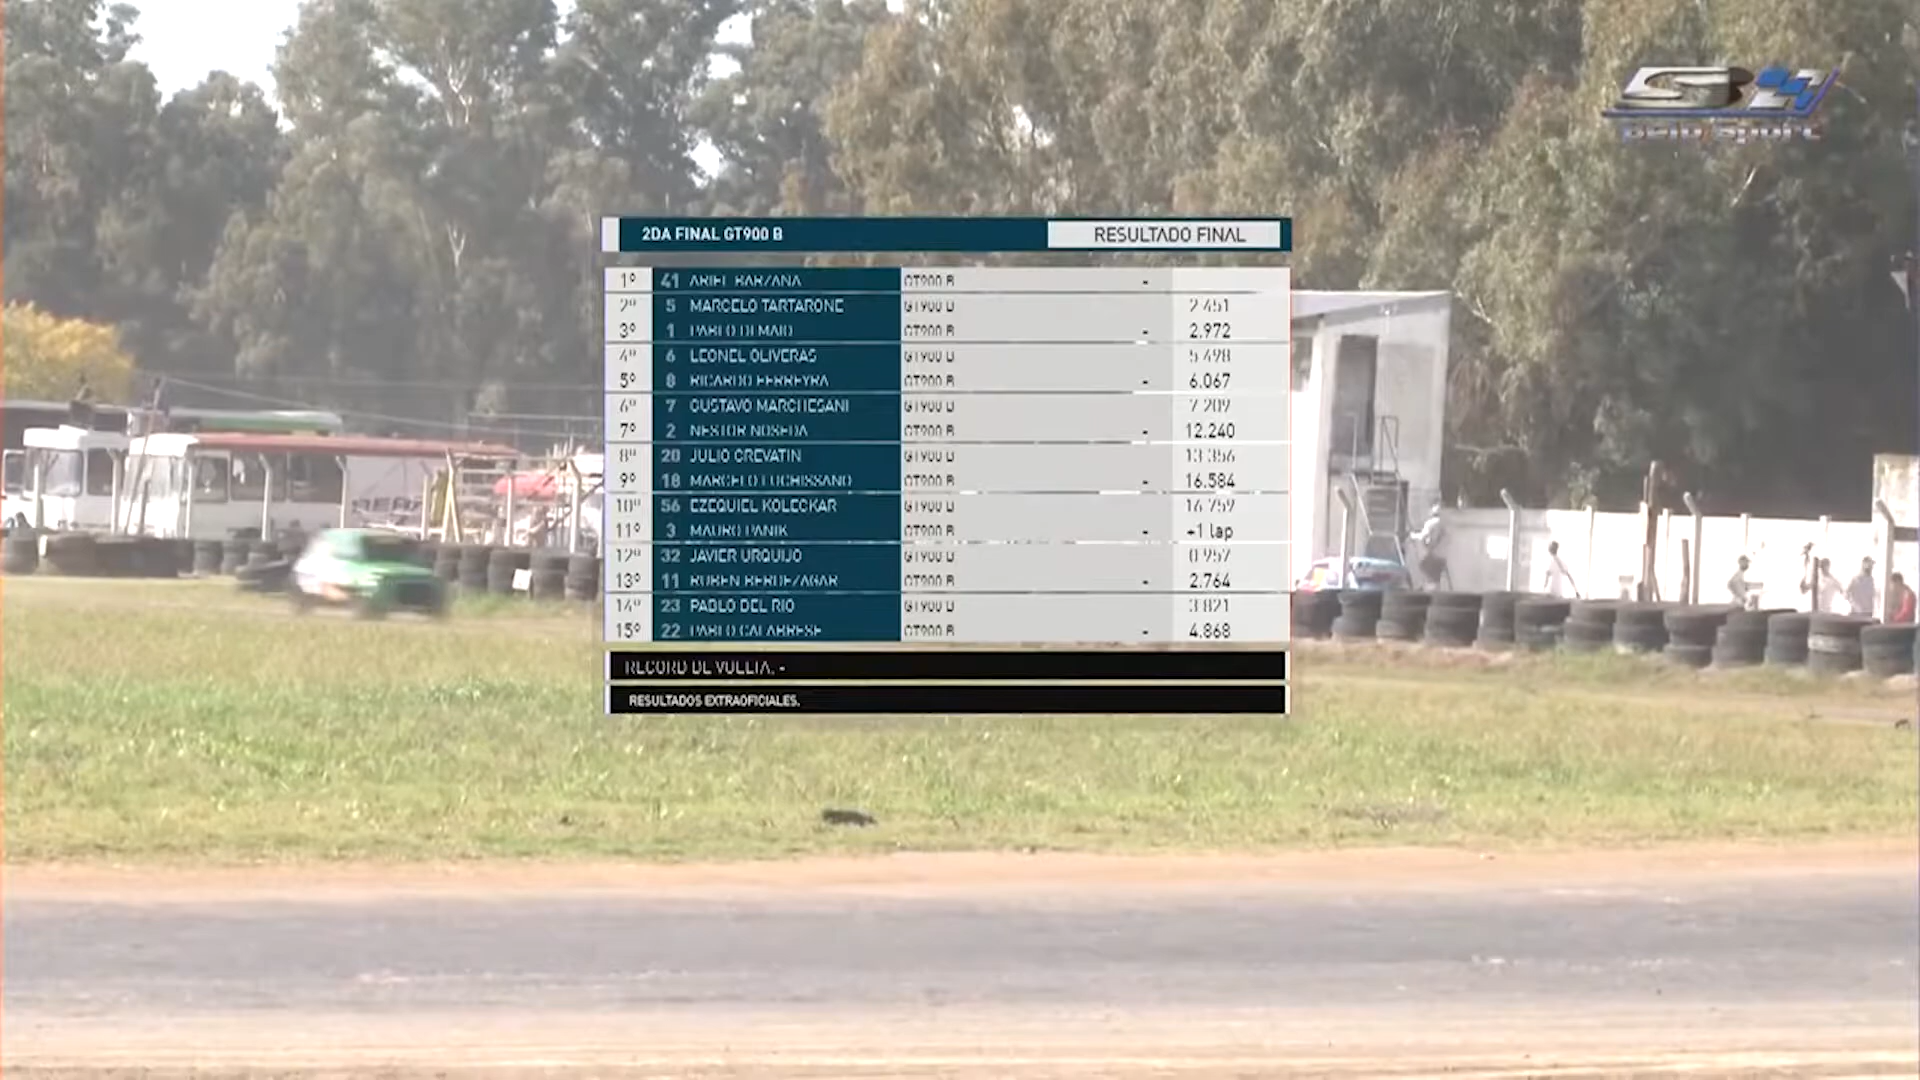 2DA FINAL GT900 B RESULTADO FINAL
1º 41 ARIEL BARZANA GT900 B -
2º 5 MARCELO TARTARONE GT900 B 2.451
3º 1 PABLO DI MAIO GT900 B - 2.972
4º 6 LEONEL OLIVERAS GT900 B 5.498
5º 8 RICARDO FERREYRA GT900 B - 6.067
6º 7 GUSTAVO MARCHESANI GT900 B 7.209
7º 2 NESTOR NOSEDA GT900 B - 12.240
8º 20 JULIO CREVATIN GT900 B 13.356
9º 18 MARCELO GT900 B - 16.584
10º 56 EZEQUIEL KOLECKAR GT900 B 16.759
11º 3 MAURO PANIK GT900 B - +1 lap
12º 32 JAVIER URQUIJO GT900 B 0.957
13º 11 RUBEN BERDEZAGAR GT900 B - 2.764
14º 23 PABLO DEL RIO GT900 B 3.821
15º 22 PABLO CALABRESE GT900 B - 4.868
RECORD DE VUELTA: -
RESULTADOS EXTRAOFICIALES.